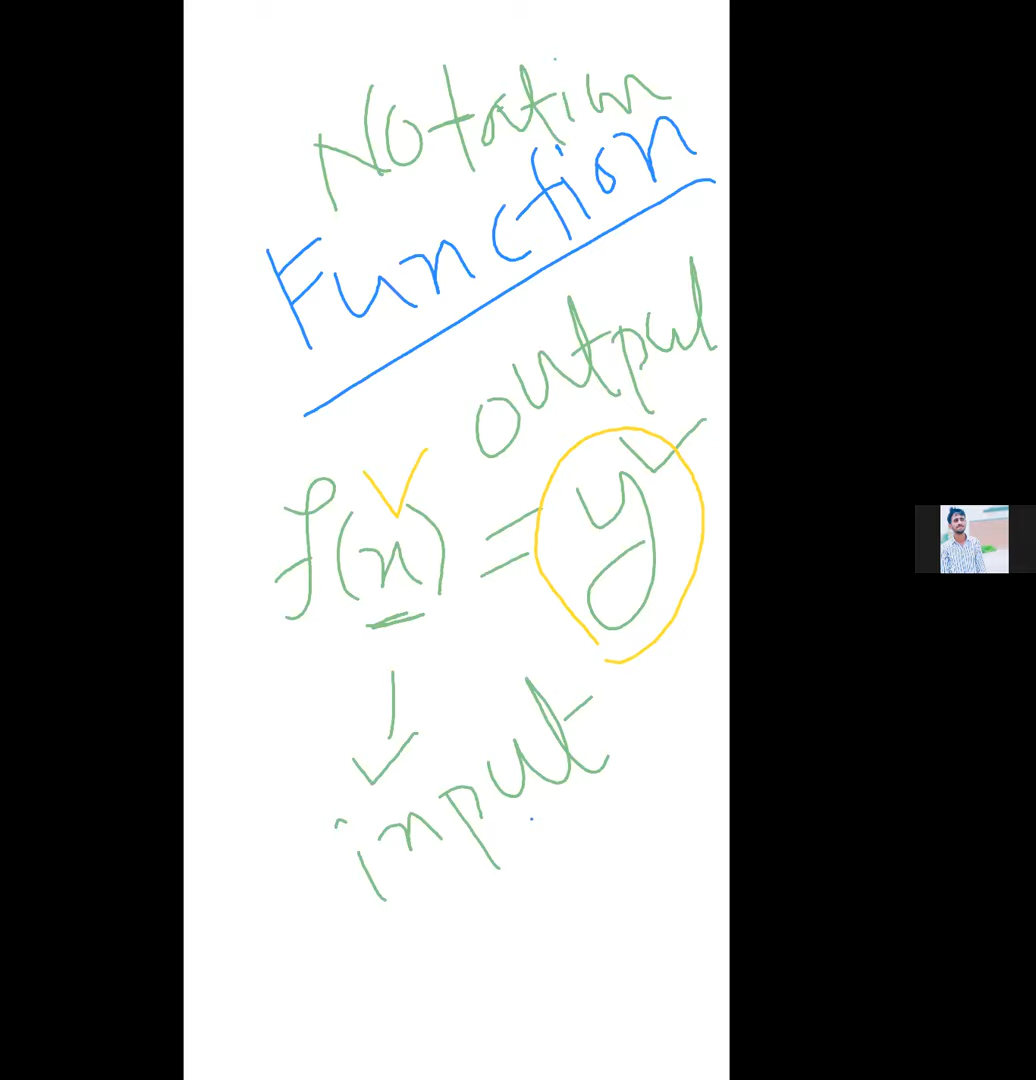 Notation
Function
output
f(x) = y
input